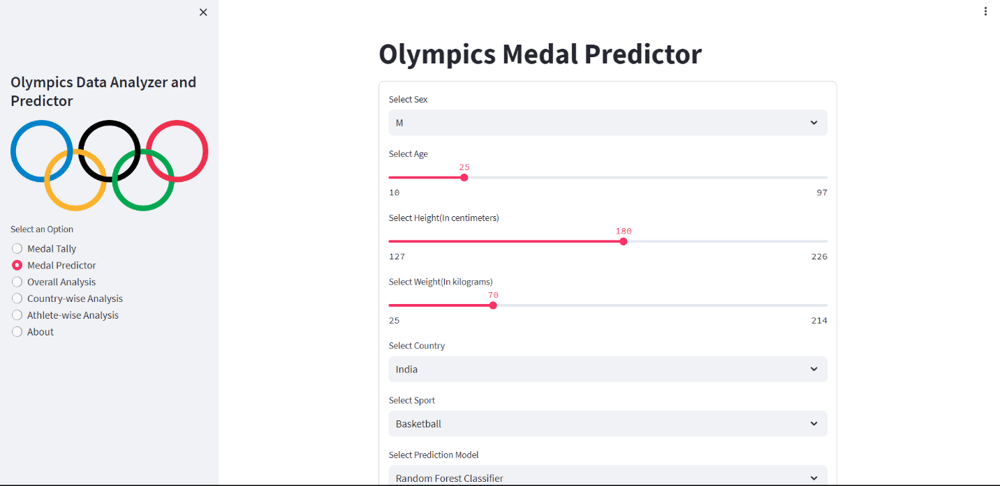 Olympics Data Analyzer and
Predictor
Select an Option
Medal Tally
Medal Predictor
Overall Analysis
Country-wise Analysis
Athlete-wise Analysis
About
Olympics Medal Predictor
Select Sex
M
Select Age
25
10 97
Select Height(In centimeters)
180
127 226
Select Weight(In kilograms)
70
25 214
Select Country
India
Select Sport
Basketball
Select Prediction Model
Random Forest Classifier